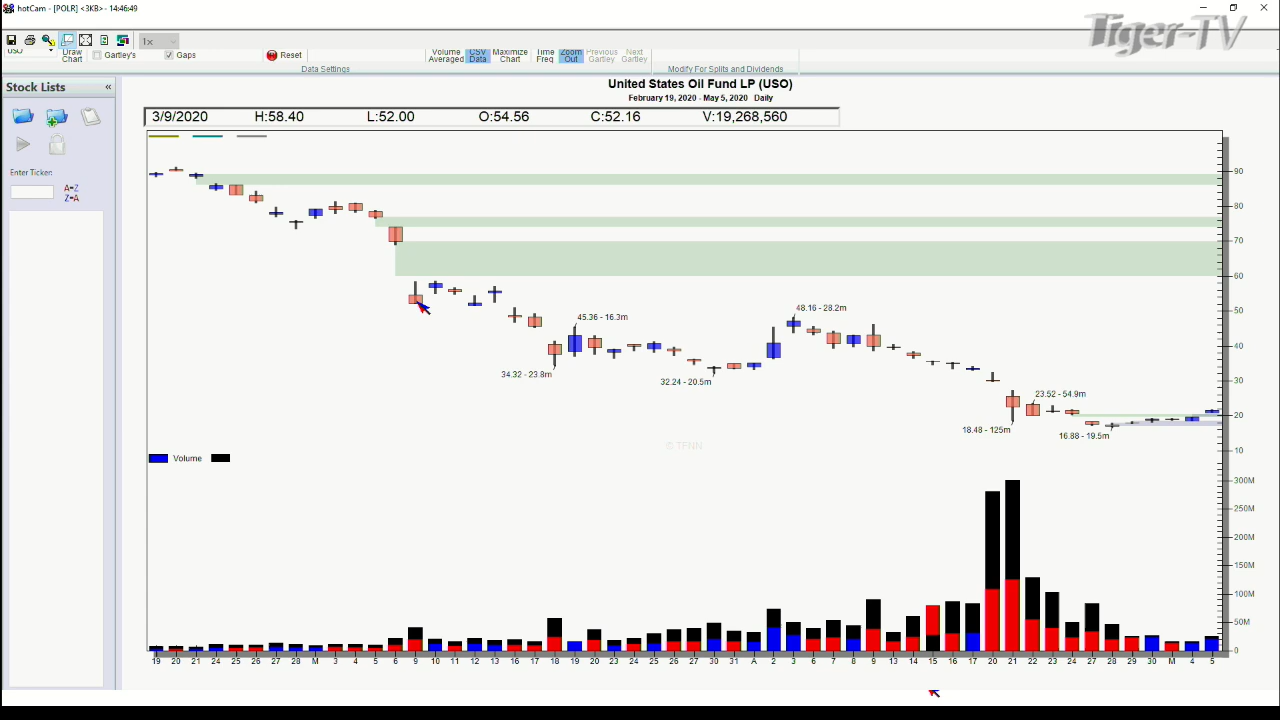 hotCam - [POLR] <3KB> - 14:46:49
Tiger-TV
1x
USO
Draw Chart
Gartley's
Gaps
Reset
Volume Averaged
CSV Data
Maximize Chart
Time Freq
Zoom Out
Previous Gartley
Next Gartley
Data Settings
Modify For Splits and Dividends
Stock Lists «
Enter Ticker:
A=Z
Z=A
United States Oil Fund LP (USO)
February 19, 2020 - May 5, 2020 Daily
3/9/2020 H:58.40 L:52.00 O:54.56 C:52.16 V:19,268,560
90
80
70
60
50
40
30
20
10
45.36 - 16.3m
48.16 - 28.2m
34.32 - 23.8m
32.24 - 20.5m
23.52 - 54.9m
18.48 - 125m
16.88 - 19.5m
© TFNN
Volume
300M
250M
200M
150M
100M
50M
0
20 24 25 26 27 28 M 3 4 5 6 9 10 11 12 13 16 17 18 19 20 23 24 25 26 27 30 31 A 2 3 6 7 8 9 13 14 15 16 17 20 21 22 23 24 27 28 29 30 M 4 5